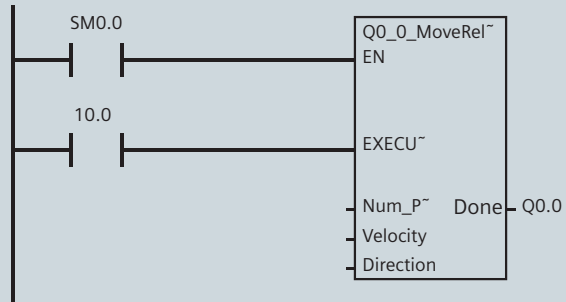 SM0.0
Q0_0_MoveRel˜
EN
10.0
EXECU˜
Num_P˜ Done Q0.0
Velocity
Direction